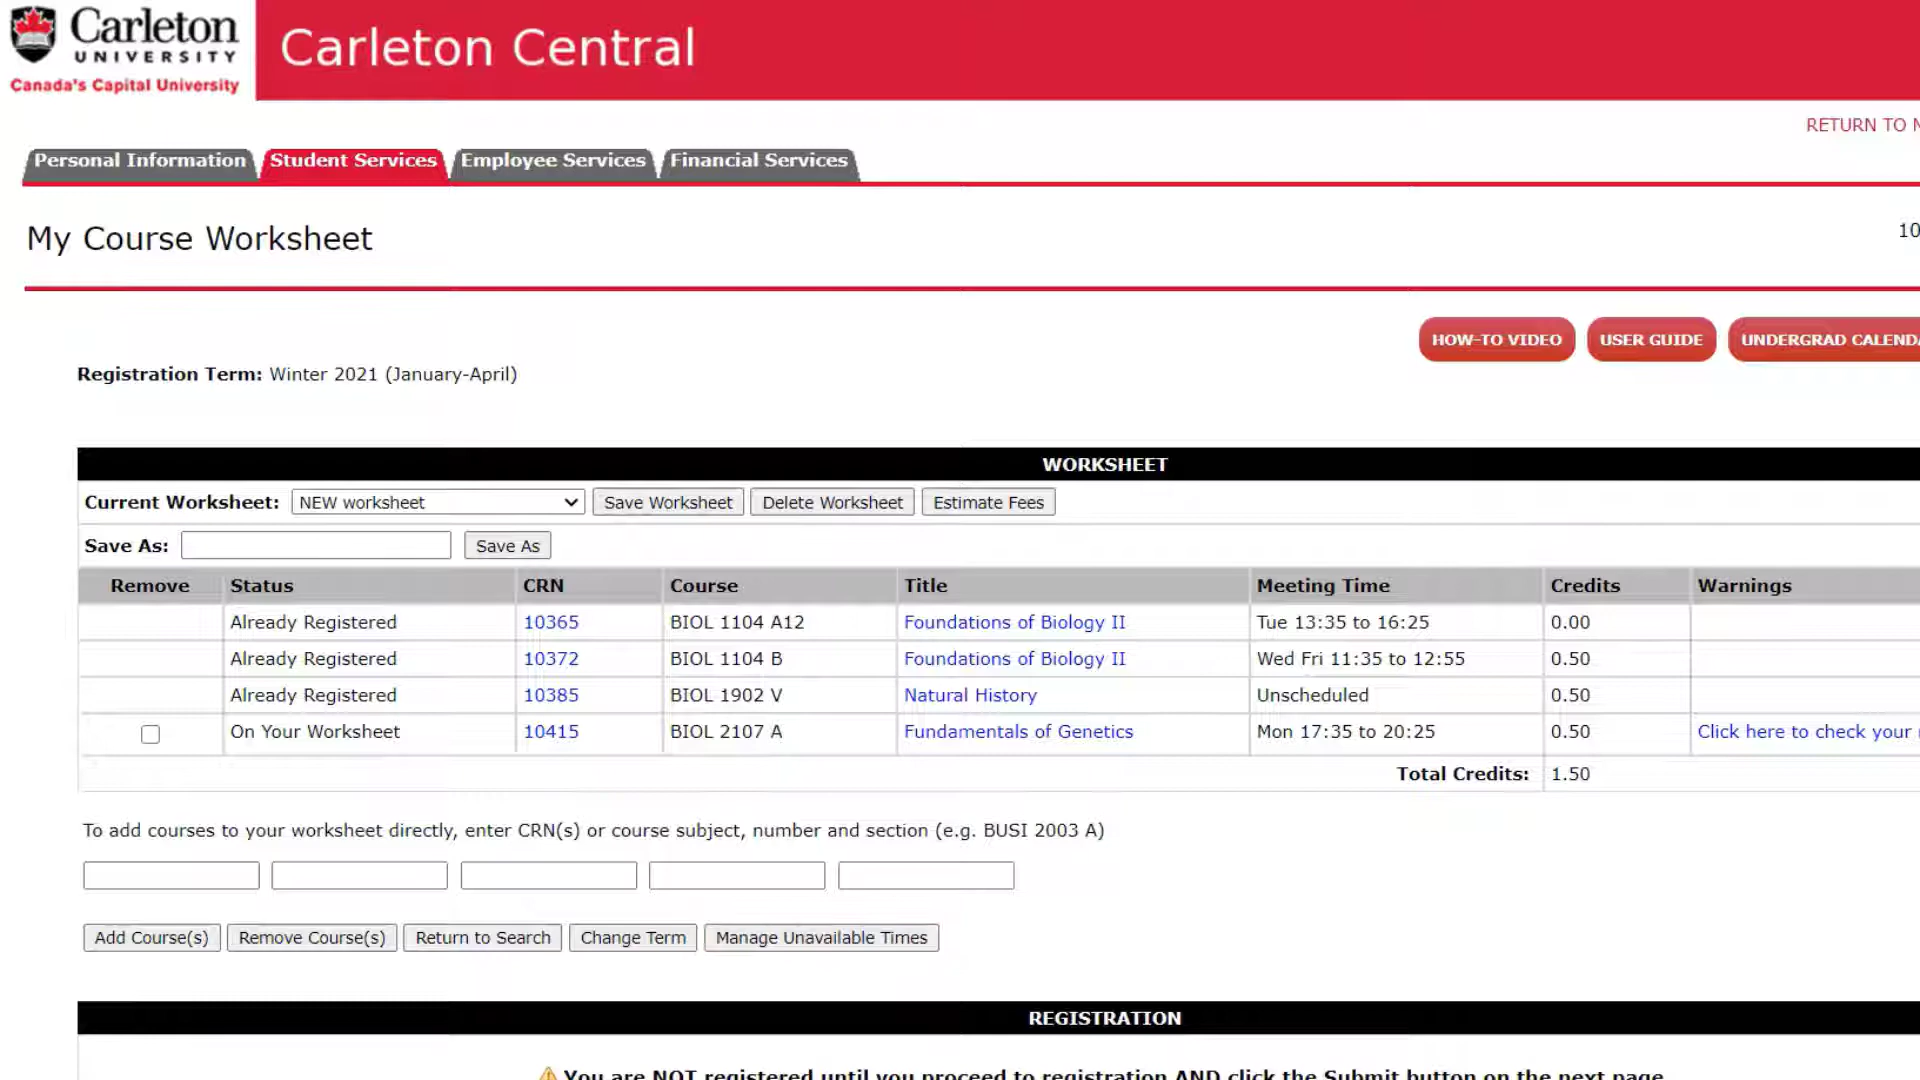 Carleton
UNIVERSITY
Canada's Capital University
Carleton Central
RETURN TO
Personal Information Student Services Employee Services Financial Services
My Course Worksheet
10
HOW-TO VIDEO USER GUIDE UNDERGRAD CALENDA
Registration Term: Winter 2021 (January-April)
WORKSHEET
Current Worksheet: NEW worksheet Save Worksheet Delete Worksheet Estimate Fees
Save As: Save As
Remove Status CRN Course Title Meeting Time Credits Warnings
Already Registered 10365 BIOL 1104 A12 Foundations of Biology II Tue 13:35 to 16:25 0.00
Already Registered 10372 BIOL 1104 B Foundations of Biology II Wed Fri 11:35 to 12:55 0.50
Already Registered 10385 BIOL 1902 V Natural History Unscheduled 0.50
On Your Worksheet 10415 BIOL 2107 A Fundamentals of Genetics Mon 17:35 to 20:25 0.50 Click here to check your
Total Credits: 1.50
To add courses to your worksheet directly, enter CRN(s) or course subject, number and section (e.g. BUSI 2003 A)
Add Course(s) Remove Course(s) Return to Search Change Term Manage Unavailable Times
REGISTRATION
You are NOT registered until you proceed to registration AND click the Submit button on the next page